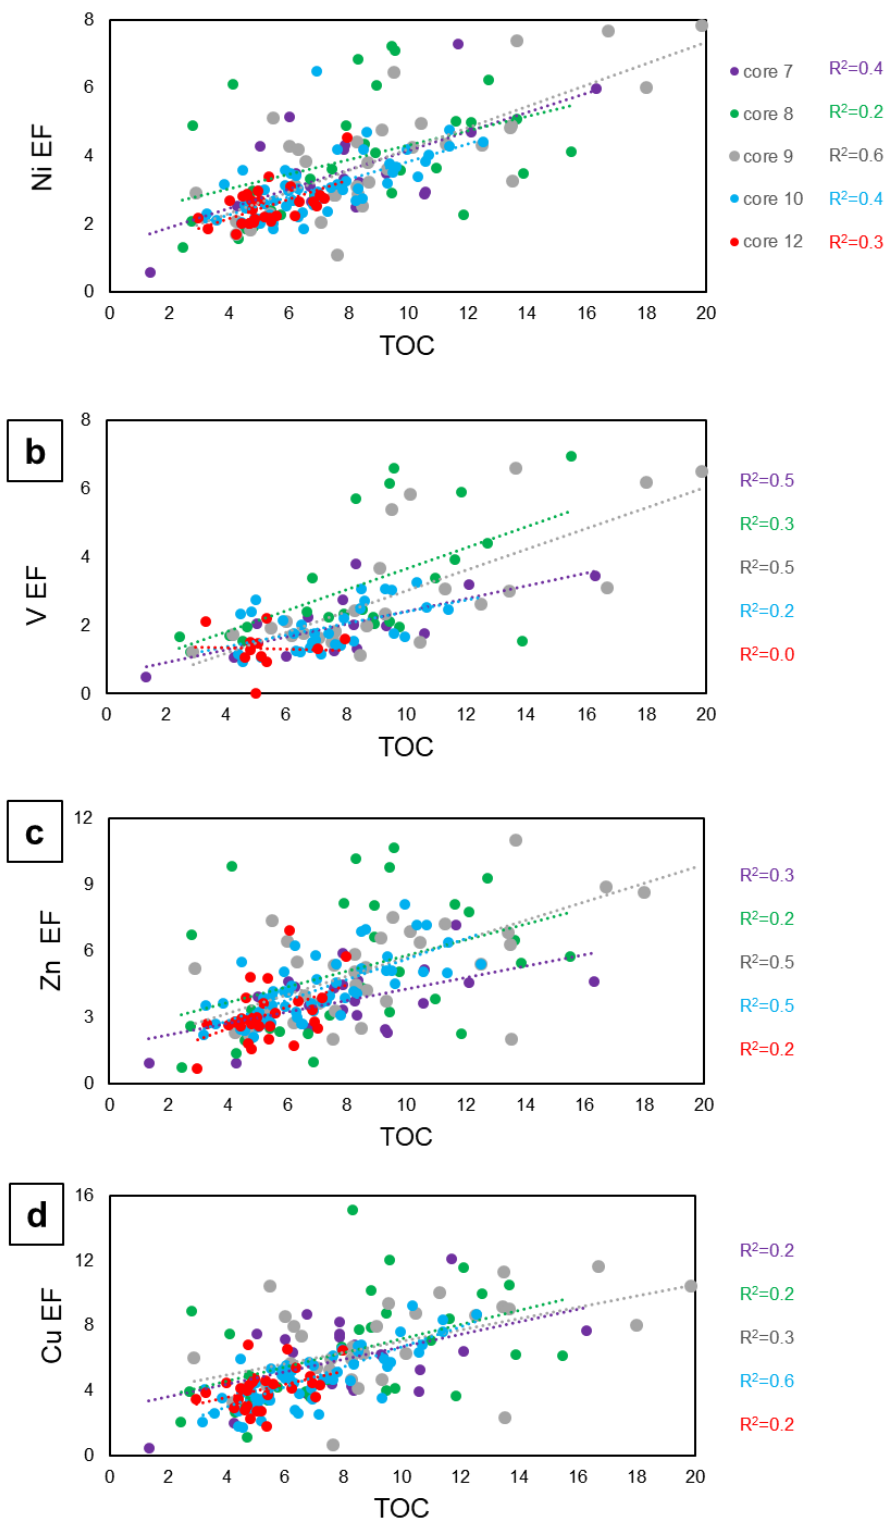 8
6
4
2
0
Ni EF
0 2 4 6 8 10 12 14 16 18 20
TOC
core 7 R²=0.4
core 8 R²=0.2
core 9 R²=0.6
core 10 R²=0.4
core 12 R²=0.3
b
8
6
4
2
0
V EF
0 2 4 6 8 10 12 14 16 18 20
TOC
R²=0.5
R²=0.3
R²=0.5
R²=0.2
R²=0.0
c
12
9
6
3
0
Zn EF
0 2 4 6 8 10 12 14 16 18 20
TOC
R²=0.3
R²=0.2
R²=0.5
R²=0.5
R²=0.2
d
16
12
8
4
0
Cu EF
0 2 4 6 8 10 12 14 16 18 20
TOC
R²=0.2
R²=0.2
R²=0.3
R²=0.6
R²=0.2